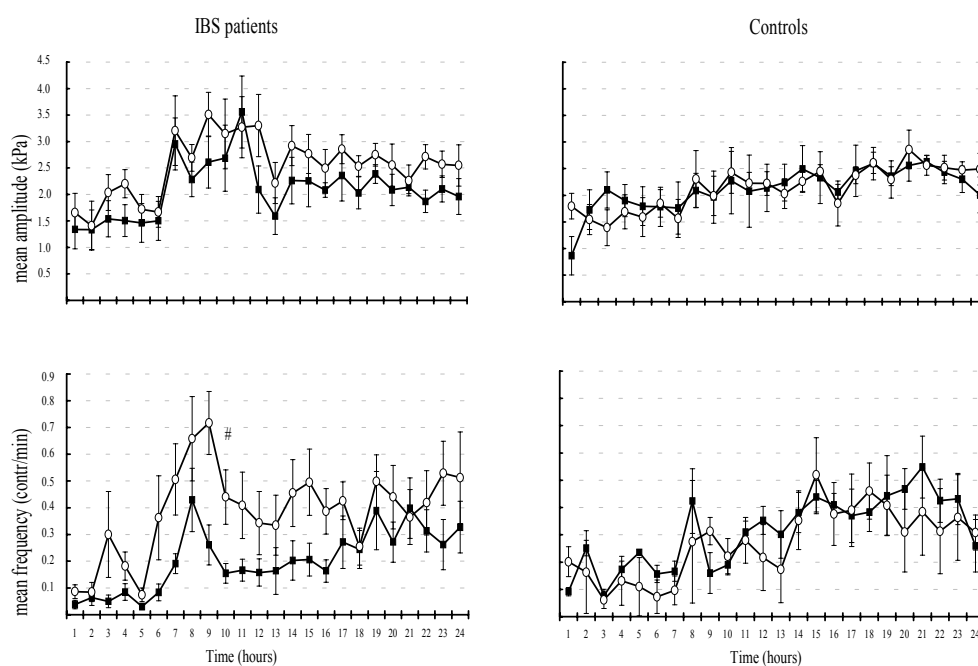 IBS patients
Controls
mean amplitude (kPa)
4.5
4.0
3.5
3.0
2.5
2.0
1.5
1.0
0.5
mean frequency (contr/min)
0.9
0.8
0.7
0.6
0.5
0.4
0.3
0.2
0.1
#
1 2 3 4 5 6 7 8 9 10 11 12 13 14 15 16 17 18 19 20 21 22 23 24
1 2 3 4 5 6 7 8 9 10 11 12 13 14 15 16 17 18 19 20 21 22 23 24
Time (hours)
Time (hours)